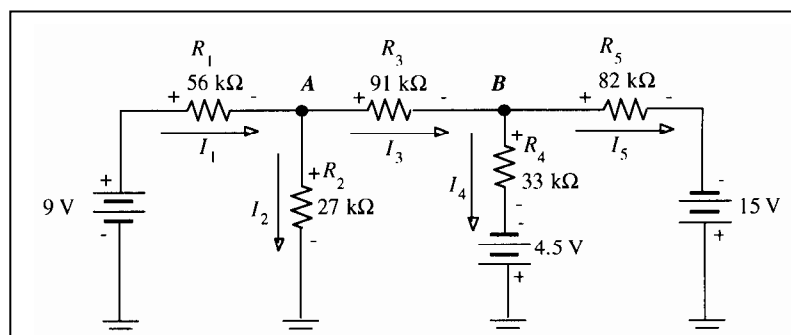 R1 R3 R5
56 kΩ A 91 kΩ B 82 kΩ
+ - + - + -
I1 I3 I5
+ R2 + R4
27 kΩ 33 kΩ
I2 I4
+ 9 V - - - 4.5 V + - 15 V +
-